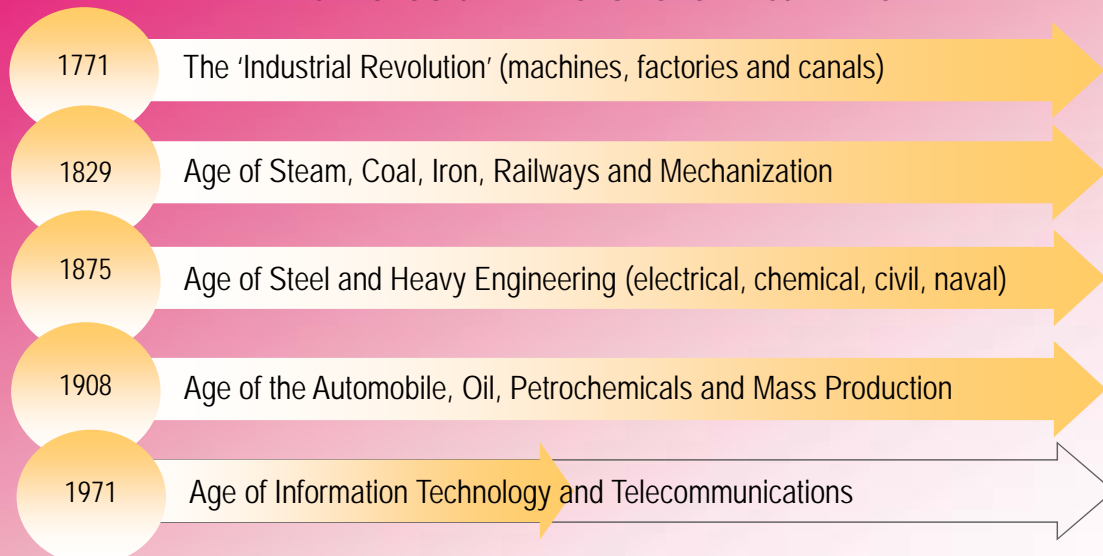 1771
The ‘Industrial Revolution’ (machines, factories and canals)
1829
Age of Steam, Coal, Iron, Railways and Mechanization
1875
Age of Steel and Heavy Engineering (electrical, chemical, civil, naval)
1908
Age of the Automobile, Oil, Petrochemicals and Mass Production
1971
Age of Information Technology and Telecommunications